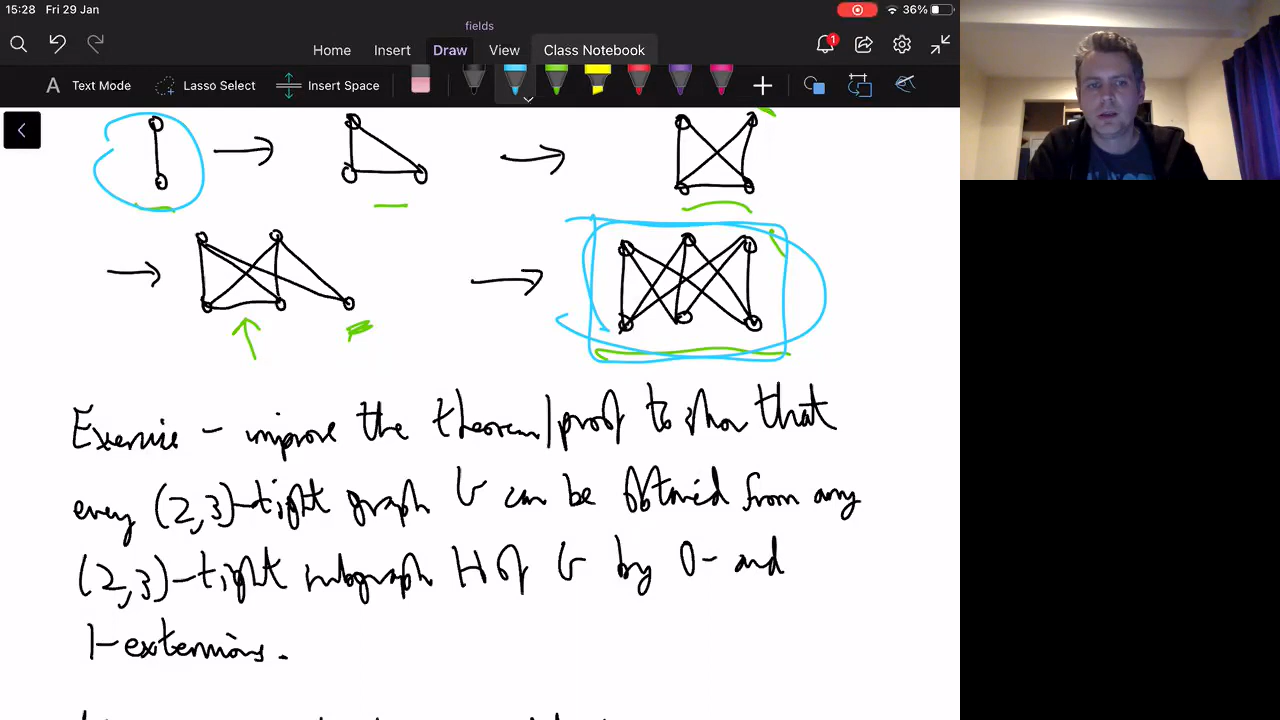 15:28 Fri 29 Jan
36%
fields
Home Insert Draw View Class Notebook
1
Text Mode Lasso Select Insert Space
Exercise – improve the theorem/proof to show that
every (2,3)-tight graph G can be obtained from any
(2,3)-tight subgraph H of G by 0- and
1-extensions.